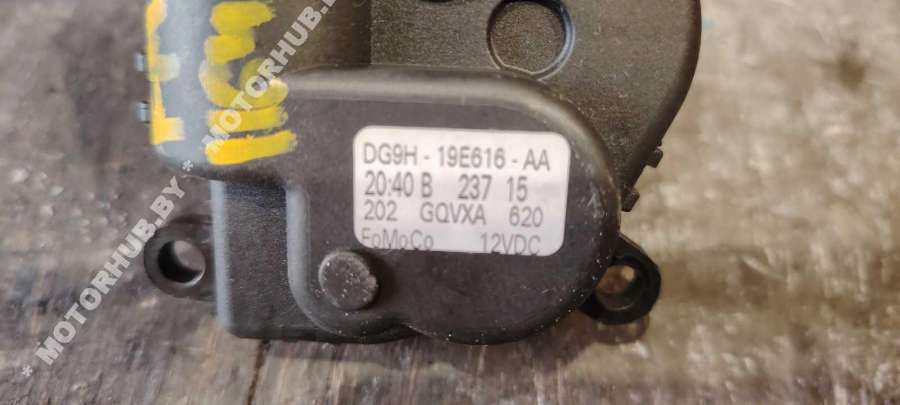 DG9H - 19E616 - AA
20:40 B 237 15
202 GQVXA 620
FoMoCo 12VDC
* MOTORHUB.BY * MOTORHUB.BY *